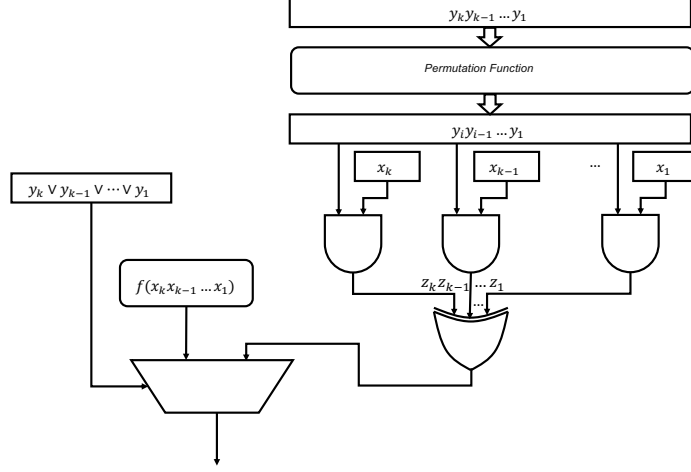 y_k y_{k-1} ... y_1
Permutation Function
y_i y_{i-1} ... y_1
x_k
x_{k-1}
...
x_1
y_k ∨ y_{k-1} ∨ ⋯ ∨ y_1
f(x_k x_{k-1} ... x_1)
z_k z_{k-1} ... z_1
...